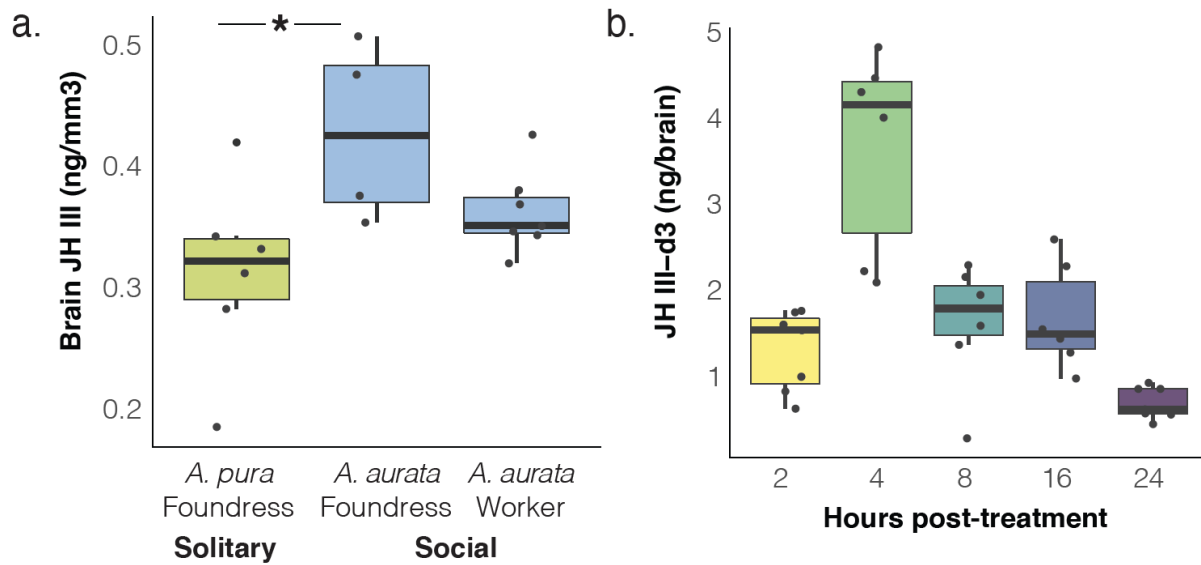 a.
*
Brain JH III (ng/mm3)
0.5
0.4
0.3
0.2
A. pura
Foundress
A. aurata
Foundress
A. aurata
Worker
Solitary
Social
b.
JH III–d3 (ng/brain)
5
4
3
2
1
2
4
8
16
24
Hours post-treatment